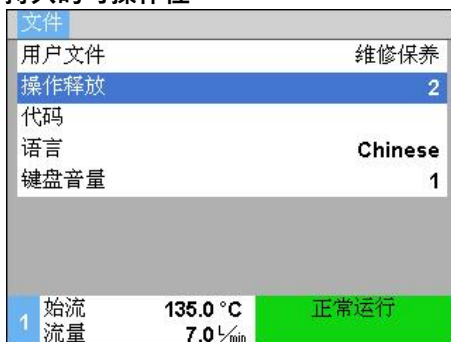 文件
用户文件 维修保养
操作释放 2
代码
语言 Chinese
键盘音量 1
1 始流 135.0 °C 正常运行
流量 7.0 L/min